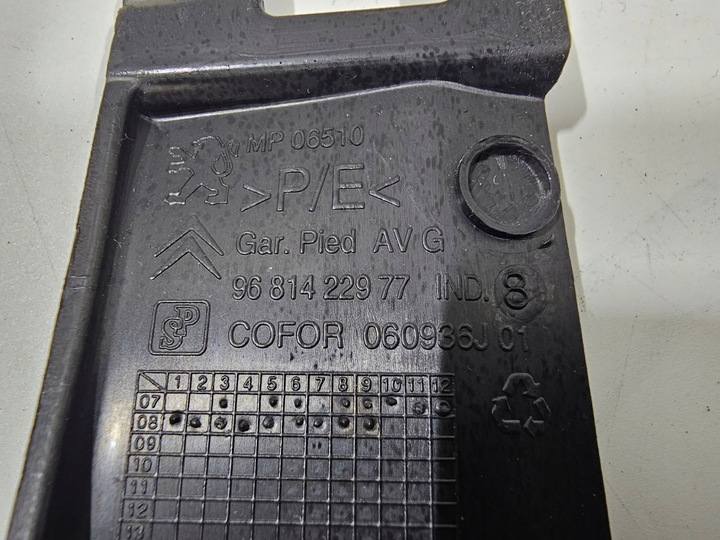 MP 06510
>P/E<
Gar. Pied AV G
96 814 229 77 IND. 8
SP COFOR 060936J 01
1 2 3 4 5 6 7 8 9 10 11 12
07
08
09
10
11
12
13